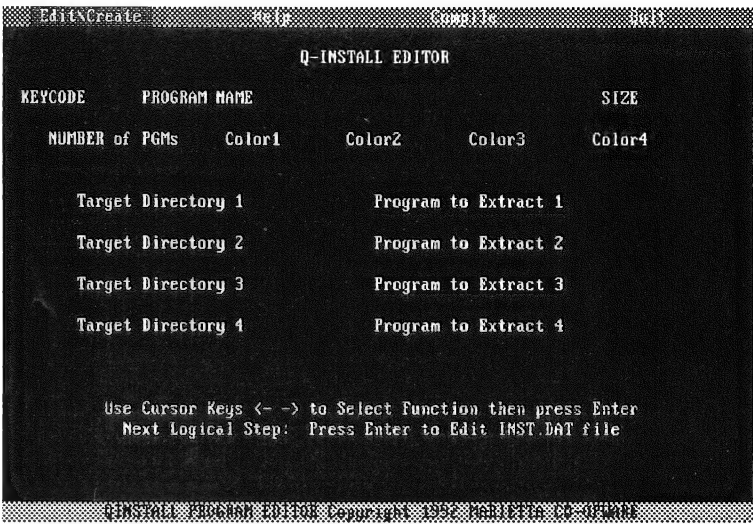 Edit\Create Help Compile Quit
Q-INSTALL EDITOR
KEYCODE PROGRAM NAME SIZE
NUMBER of PGMs Color1 Color2 Color3 Color4
Target Directory 1 Program to Extract 1
Target Directory 2 Program to Extract 2
Target Directory 3 Program to Extract 3
Target Directory 4 Program to Extract 4
Use Cursor Keys <- -> to Select Function then press Enter
Next Logical Step: Press Enter to Edit INST.DAT file
QINSTALL PROGRAM EDITOR Copyright 1992 MARIETTA CO-OPWARE